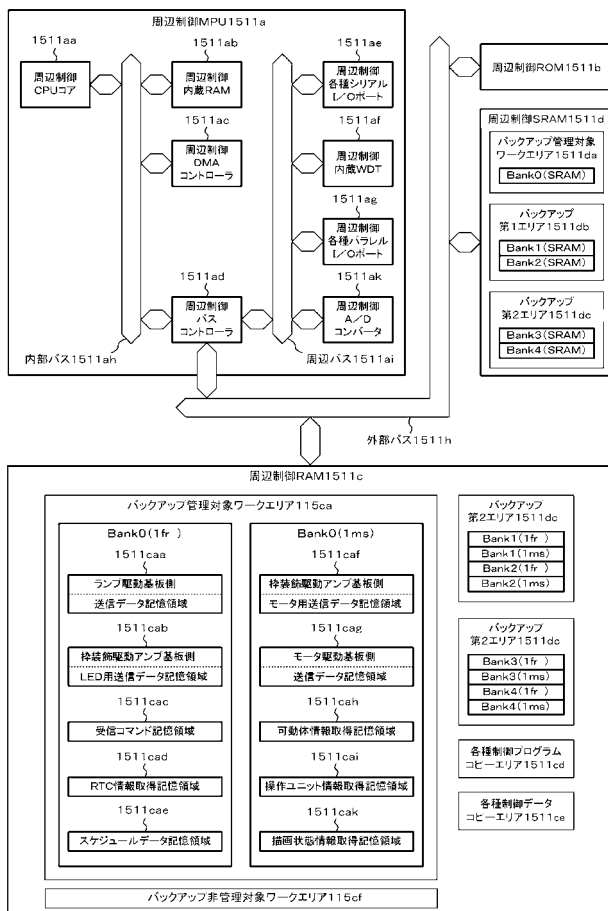 周辺制御MPU1511a
1511aa
周辺制御
CPUコア
1511ab
周辺制御
内蔵RAM
1511ac
周辺制御
DMA
コントローラ
1511ad
周辺制御
バス
コントローラ
1511ae
周辺制御
各種シリアル
I/Oポート
1511af
周辺制御
内蔵WDT
1511ag
周辺制御
各種パラレル
I/Oポート
1511ak
周辺制御
A/D
コンバータ
内部バス1511ah
周辺バス1511ai
周辺制御ROM1511b
周辺制御SRAM1511d
バックアップ管理対象
ワークエリア1511da
Bank0(SRAM)
バックアップ
第1エリア1511db
Bank1(SRAM)
Bank2(SRAM)
バックアップ
第2エリア1511dc
Bank3(SRAM)
Bank4(SRAM)
外部バス1511h
周辺制御RAM1511c
バックアップ管理対象ワークエリア115ca
Bank0(1fr )
1511caa
ランプ駆動基板側
送信データ記憶領域
1511cab
枠装飾駆動アンプ基板側
LED用送信データ記憶領域
1511cac
受信コマンド記憶領域
1511cad
RTC情報取得記憶領域
1511cae
スケジュールデータ記憶領域
Bank0(1ms)
1511caf
枠装飾駆動アンプ基板側
モータ用送信データ記憶領域
1511cag
モータ駆動基板側
送信データ記憶領域
1511cah
可動体情報取得記憶領域
1511cai
操作ユニット情報取得記憶領域
1511cak
描画状態情報取得記憶領域
バックアップ
第2エリア1511dc
Bank1(1fr )
Bank1(1ms)
Bank2(1fr )
Bank2(1ms)
バックアップ
第2エリア1511dc
Bank3(1fr )
Bank3(1ms)
Bank4(1fr )
Bank4(1ms)
各種制御プログラム
コピーエリア1511cd
各種制御データ
コピーエリア1511ce
バックアップ非管理対象ワークエリア115cf